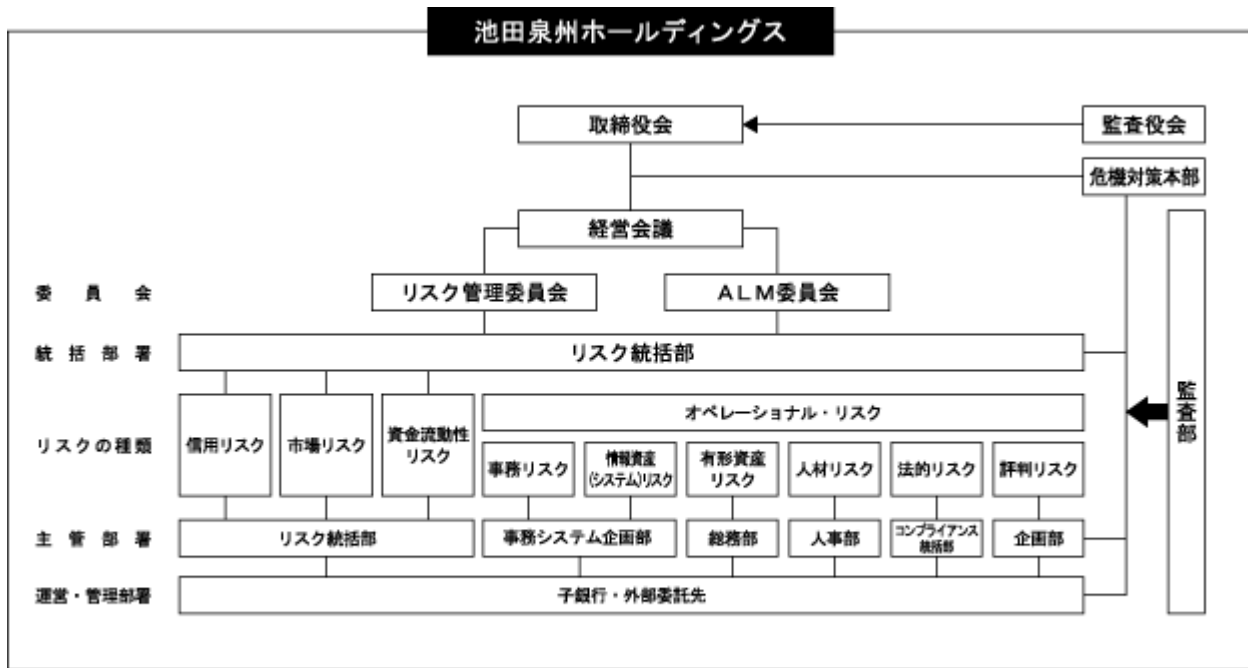 池田泉州ホールディングス
取締役会
監査役会
危機対策本部
経営会議
委員会
リスク管理委員会
ALM委員会
統括部署
リスク統括部
監査部
リスクの種類
信用リスク
市場リスク
資金流動性
リスク
オペレーショナル・リスク
事務リスク
情報資産
(システム)リスク
有形資産
リスク
人材リスク
法的リスク
評判リスク
主管部署
リスク統括部
事務システム企画部
総務部
人事部
コンプライアンス
統括部
企画部
運営・管理部署
子銀行・外部委託先